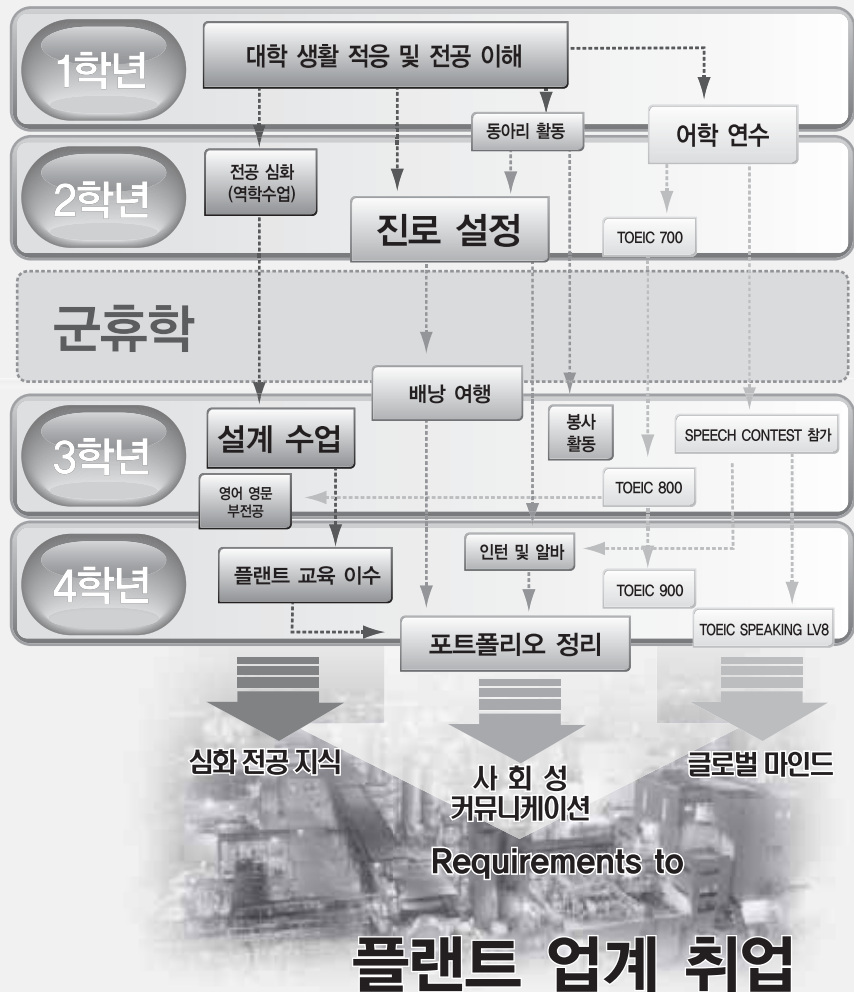 1학년
대학 생활 적응 및 전공 이해
동아리 활동
어학 연수
2학년
전공 심화
(역학수업)
진로 설정
TOEIC 700
군휴학
배낭 여행
3학년
설계 수업
봉사
활동
SPEECH CONTEST 참가
영어 영문
부전공
TOEIC 800
4학년
플랜트 교육 이수
인턴 및 알바
TOEIC 900
포트폴리오 정리
TOEIC SPEAKING LV8
심화 전공 지식
사 회 성
커뮤니케이션
글로벌 마인드
Requirements to
플랜트 업계 취업